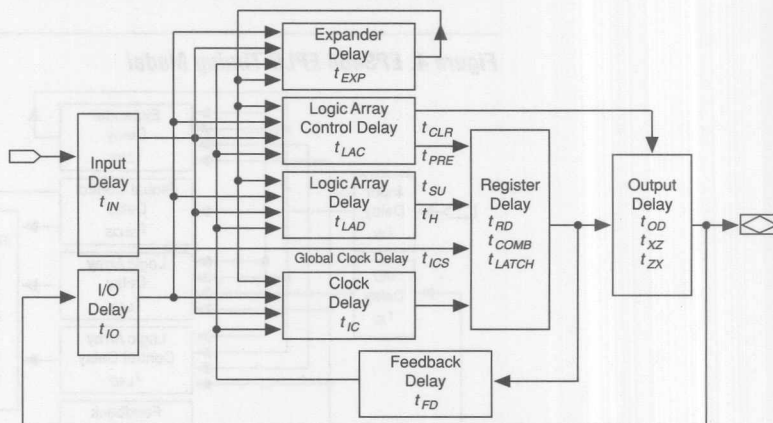 Expander
Delay
tEXP
Logic Array
Control Delay
tLAC
tCLR
tPRE
Input
Delay
tIN
Logic Array
Delay
tLAD
tSU
tH
Register
Delay
tRD
tCOMB
tLATCH
Output
Delay
tOD
tXZ
tZX
Global Clock Delay
tICS
I/O
Delay
tIO
Clock
Delay
tIC
Feedback
Delay
tFD